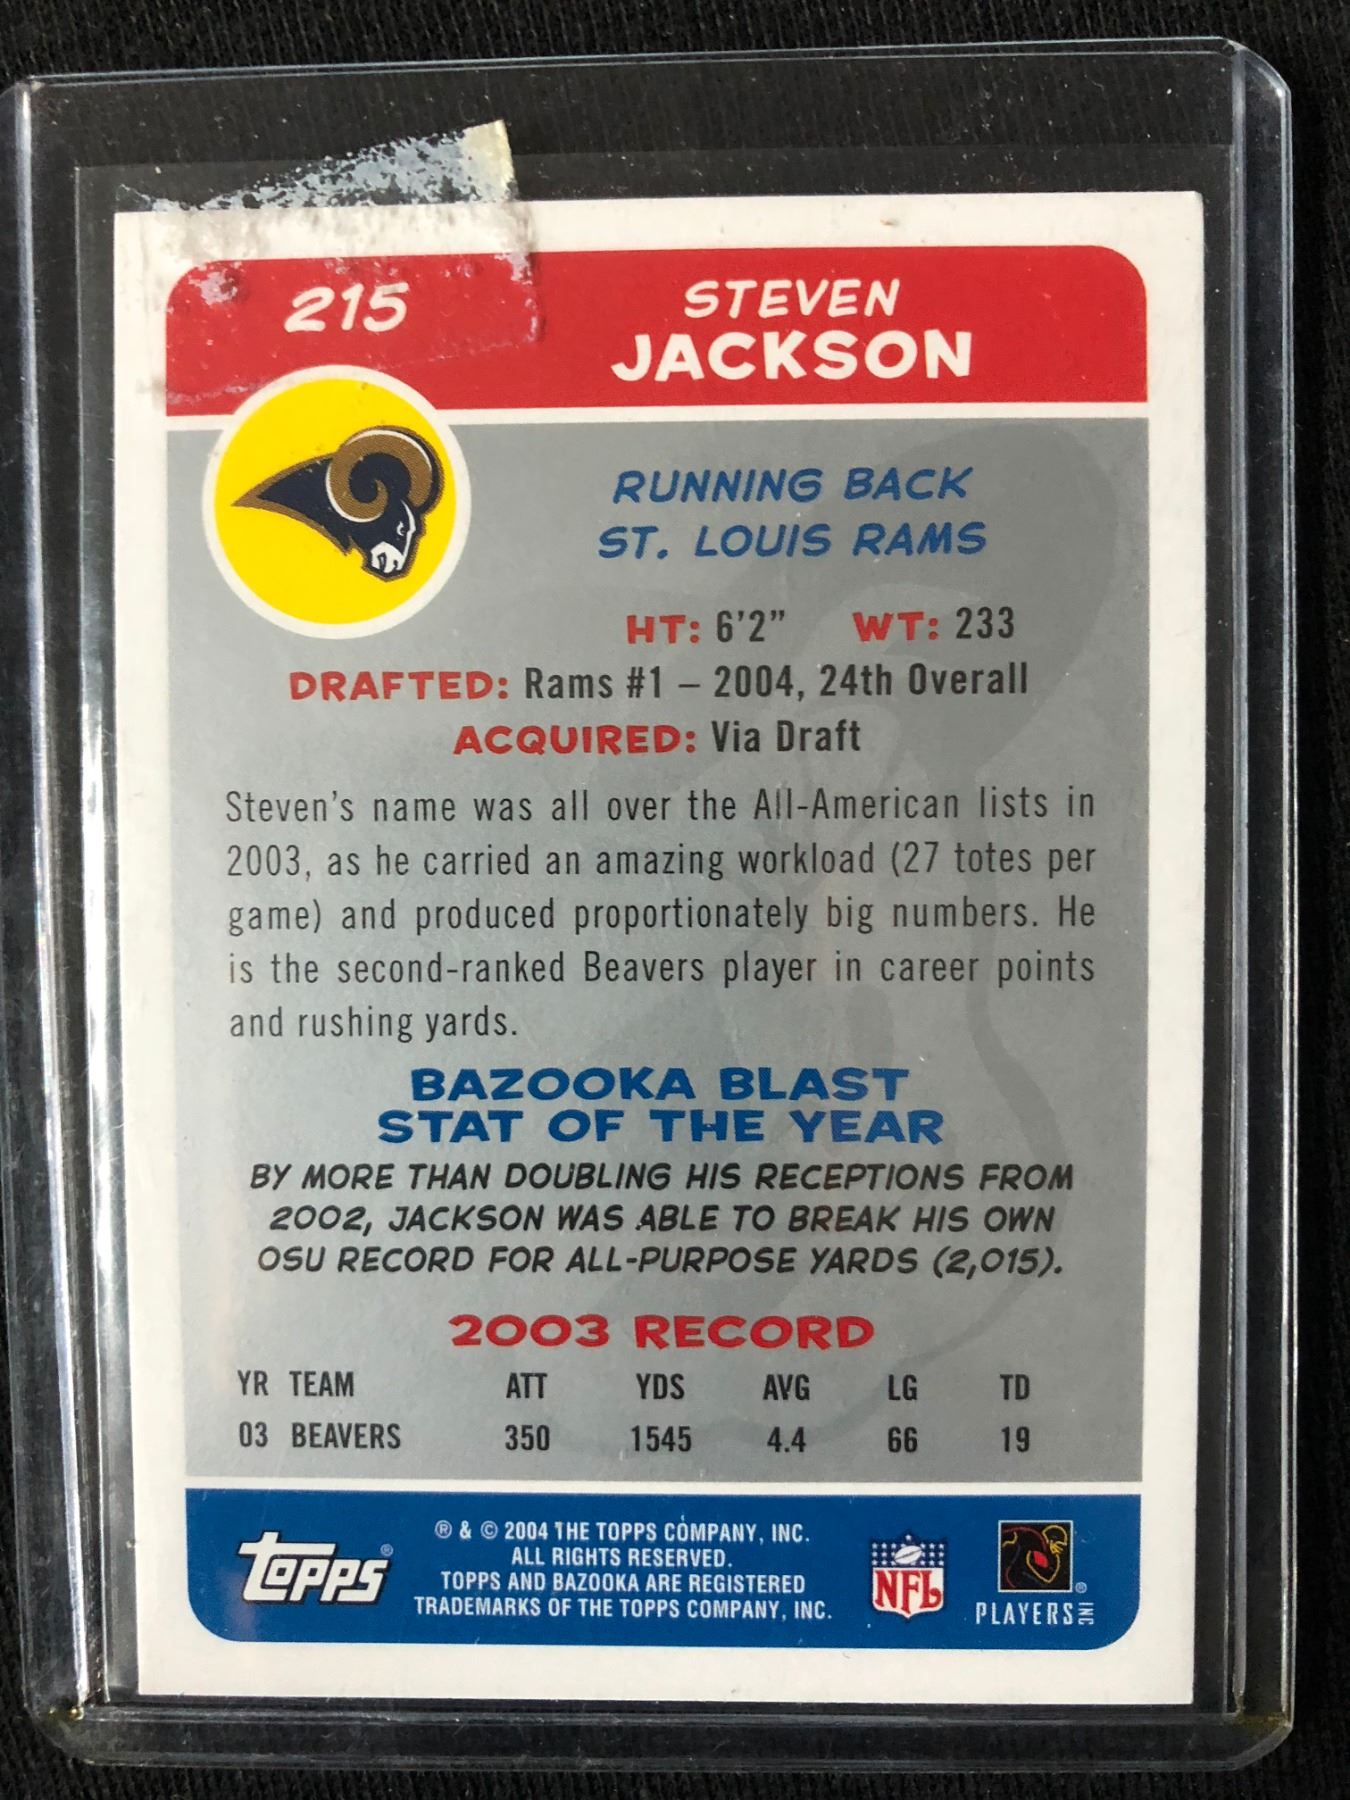 215
STEVEN
JACKSON
RUNNING BACK
ST. LOUIS RAMS
HT: 6'2" WT: 233
DRAFTED: Rams #1 – 2004, 24th Overall
ACQUIRED: Via Draft
Steven's name was all over the All-American lists in
2003, as he carried an amazing workload (27 totes per
game) and produced proportionately big numbers. He
is the second-ranked Beavers player in career points
and rushing yards.
BAZOOKA BLAST
STAT OF THE YEAR
BY MORE THAN DOUBLING HIS RECEPTIONS FROM
2002, JACKSON WAS ABLE TO BREAK HIS OWN
OSU RECORD FOR ALL-PURPOSE YARDS (2,015).
2003 RECORD
YR TEAM ATT YDS AVG LG TD
03 BEAVERS 350 1545 4.4 66 19
topps®
® & © 2004 THE TOPPS COMPANY, INC.
ALL RIGHTS RESERVED.
TOPPS AND BAZOOKA ARE REGISTERED
TRADEMARKS OF THE TOPPS COMPANY, INC.
NFL
®
PLAYERS INC